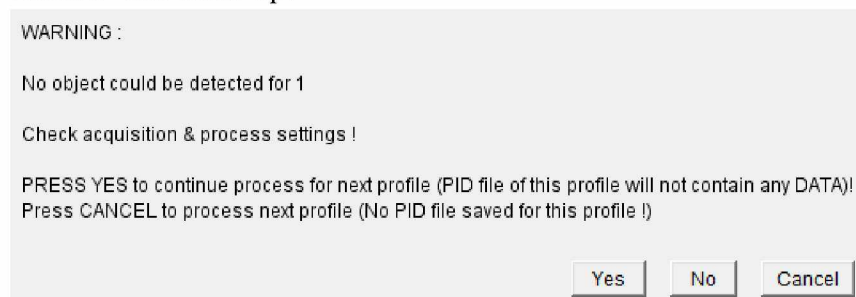 WARNING :
No object could be detected for 1
Check acquisition & process settings !
PRESS YES to continue process for next profile (PID file of this profile will not contain any DATA)!
Press CANCEL to process next profile (No PID file saved for this profile !)
Yes No Cancel